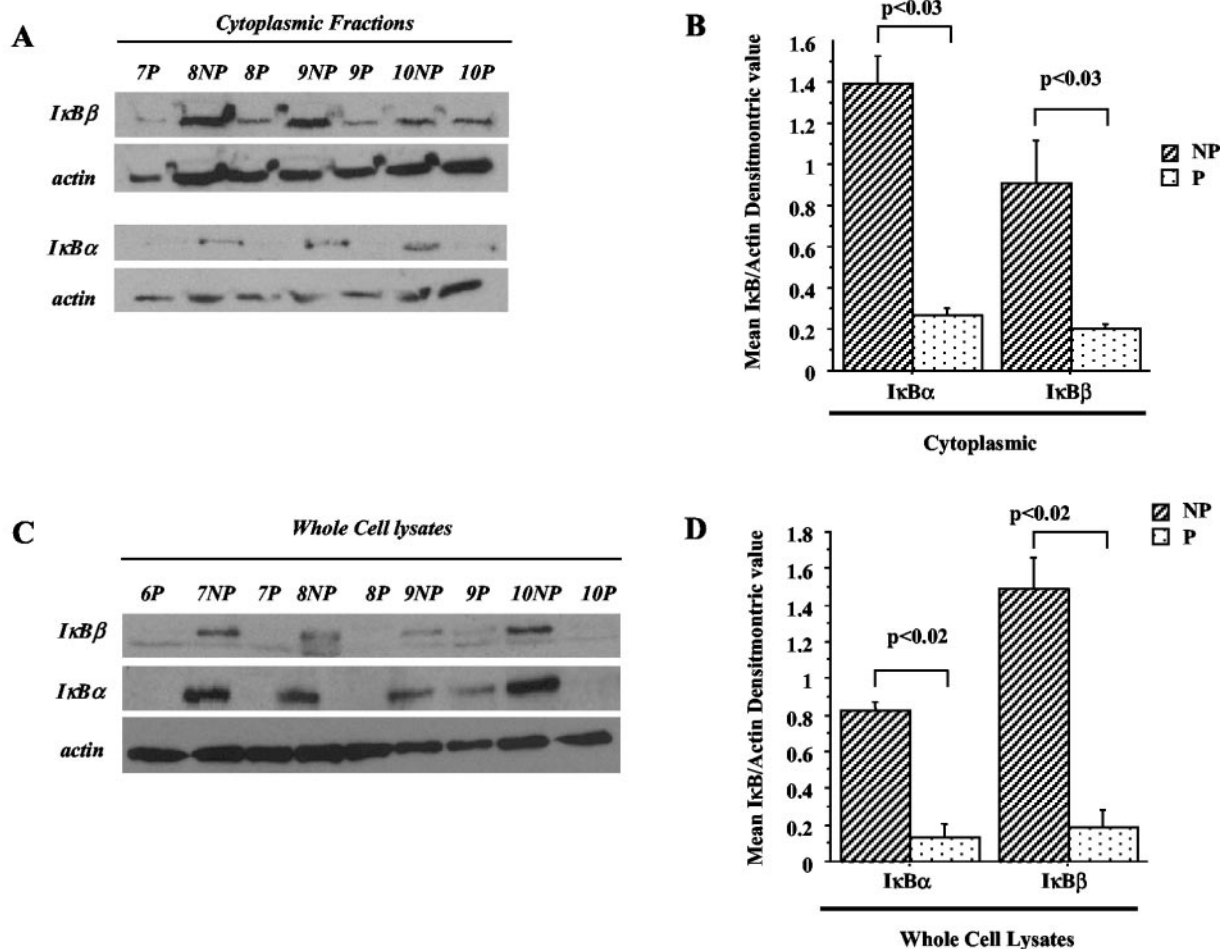 A
Cytoplasmic Fractions
7P 8NP 8P 9NP 9P 10NP 10P
IκBβ
actin
IκBα
actin
B
p<0.03
p<0.03
Mean IκB/Actin Densitmontric value
1.6
1.4
1.2
1
0.8
0.6
0.4
0.2
0
NP
P
IκBα IκBβ
Cytoplasmic
C
Whole Cell lysates
6P 7NP 7P 8NP 8P 9NP 9P 10NP 10P
IκBβ
IκBα
actin
D
p<0.02
p<0.02
Mean IκB/Actin Densitmontric value
1.8
1.6
1.4
1.2
1
0.8
0.6
0.4
0.2
0
NP
P
IκBα IκBβ
Whole Cell Lysates